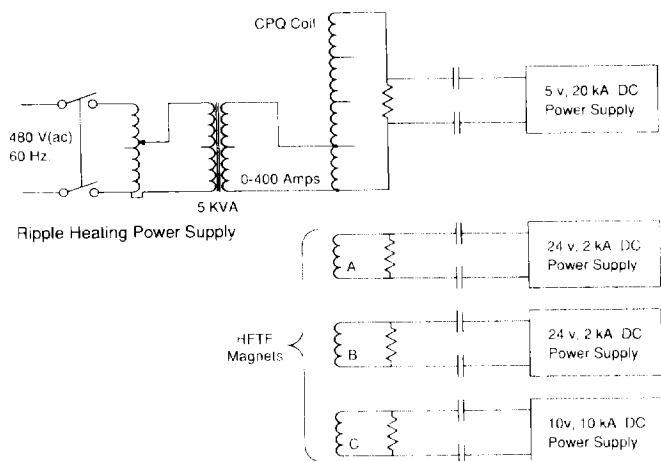 CPQ Coil
5 v, 20 kA DC
Power Supply
480 V(ac)
60 Hz.
0-400 Amps
5 KVA
Ripple Heating Power Supply
A
24 v, 2 kA DC
Power Supply
HFTF
Magnets
B
24 v, 2 kA DC
Power Supply
C
10v, 10 kA DC
Power Supply